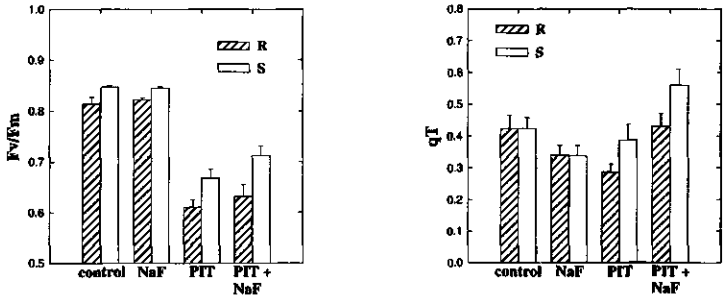 1.0
0.9
0.8
0.7
0.6
0.5
Fv/Fm
R
S
control NaF PIT PIT +
NaF
0.8
0.7
0.6
0.5
0.4
0.3
0.2
0.1
0.0
qT
R
S
control NaF PIT PIT +
NaF